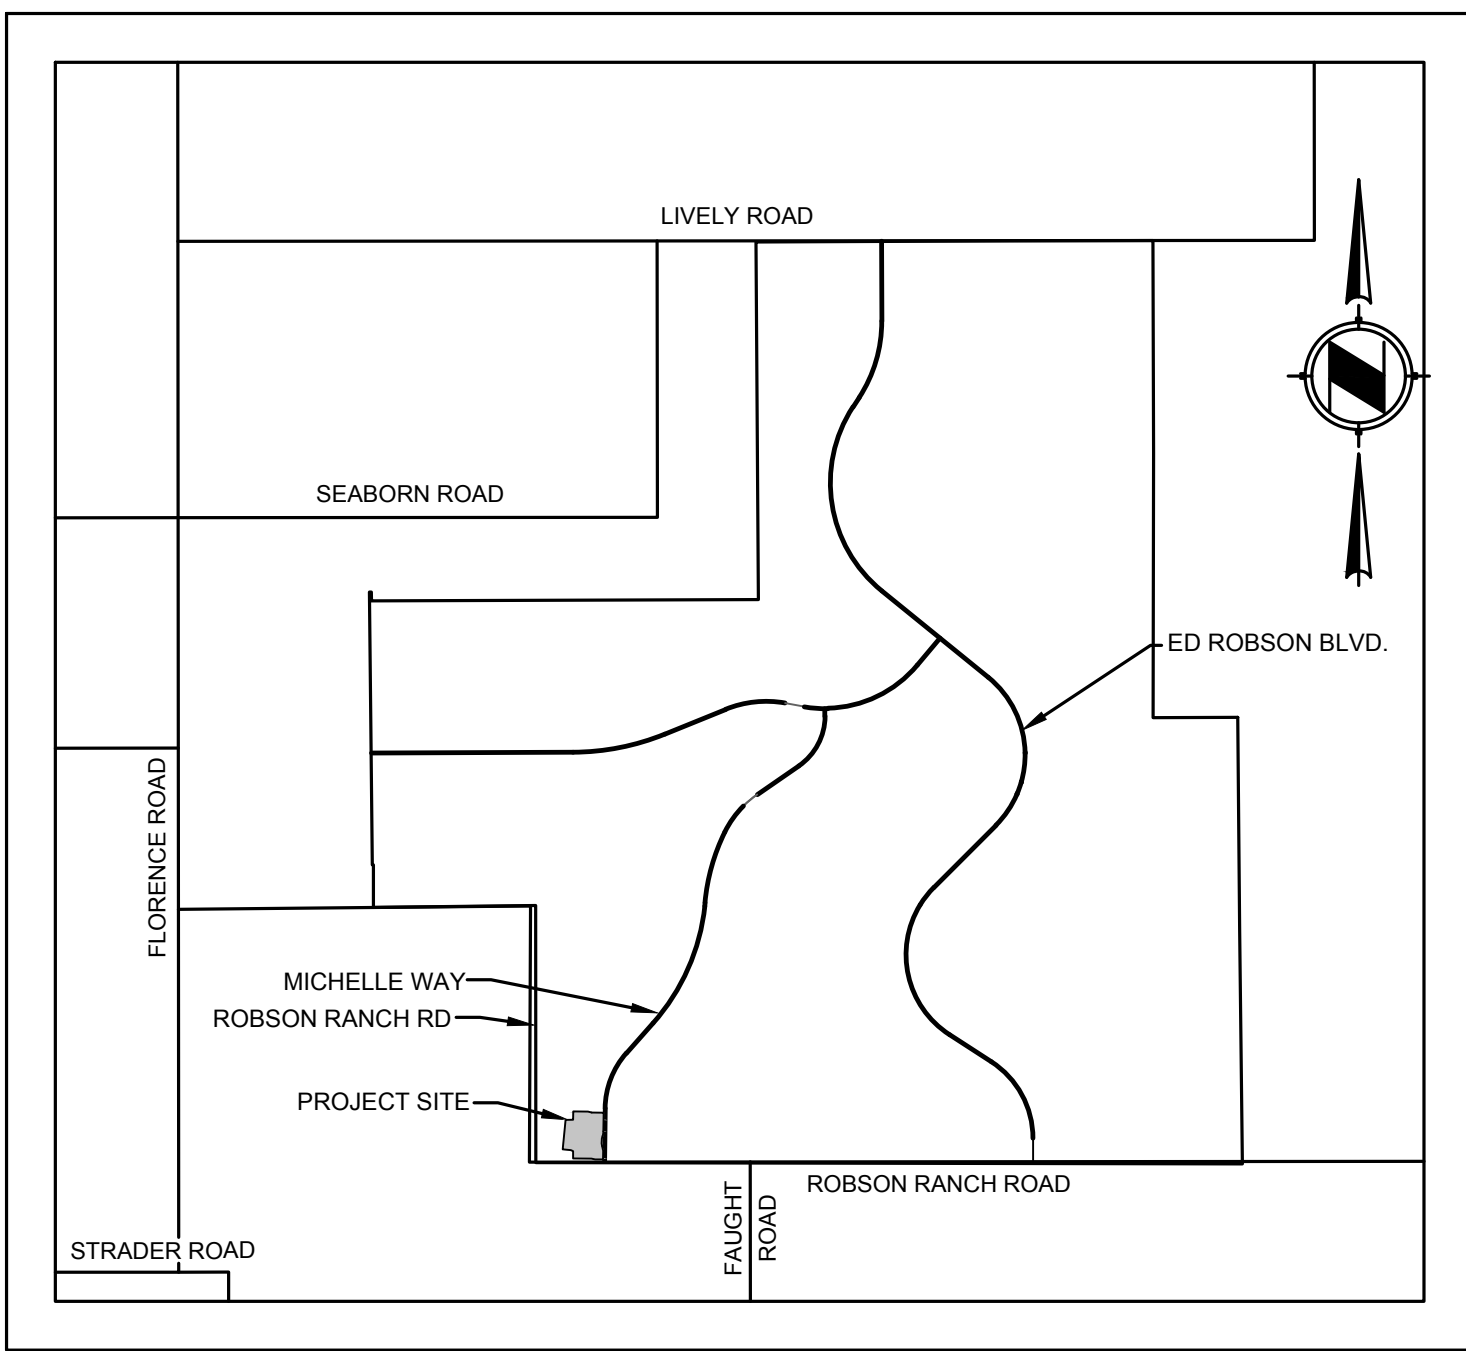 LIVELY ROAD
SEABORN ROAD
ED ROBSON BLVD.
FLORENCE ROAD
MICHELLE WAY
ROBSON RANCH RD
PROJECT SITE
ROBSON RANCH ROAD
FAUGHT
ROAD
STRADER ROAD
N